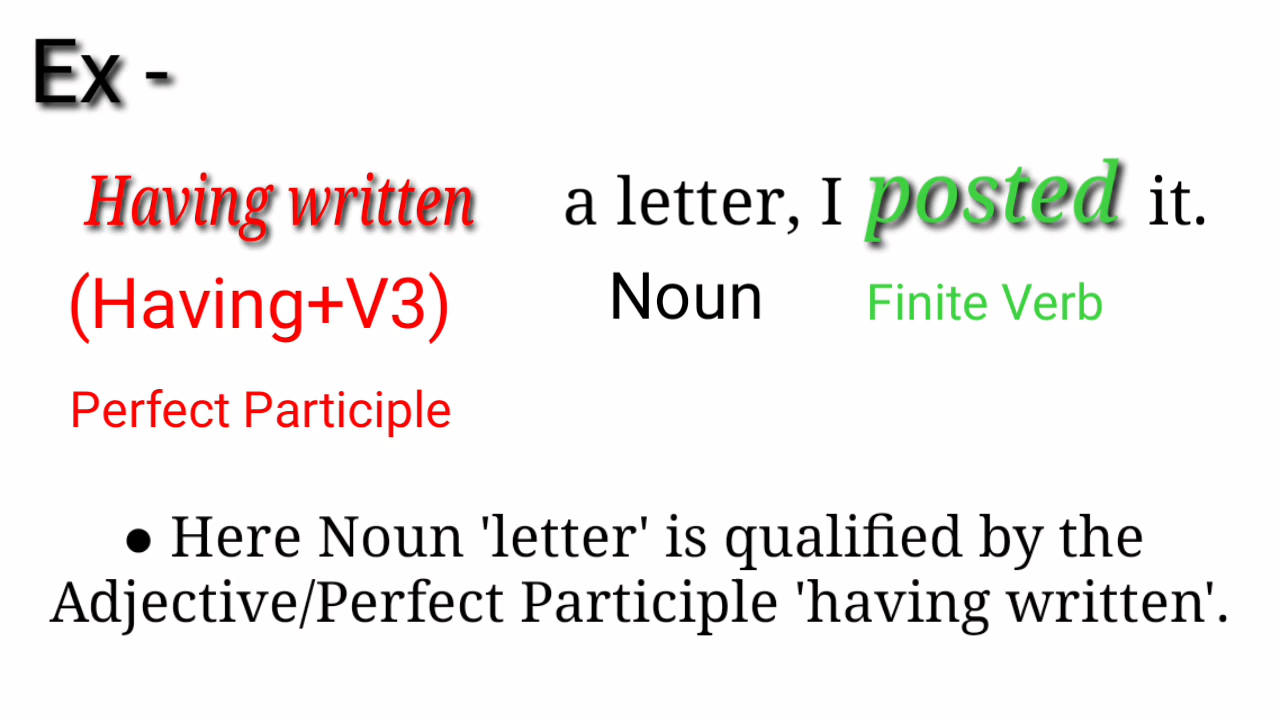 Ex -
Having written a letter, I posted it.
(Having+V3) Noun Finite Verb
Perfect Participle
● Here Noun 'letter' is qualified by the
Adjective/Perfect Participle 'having written'.